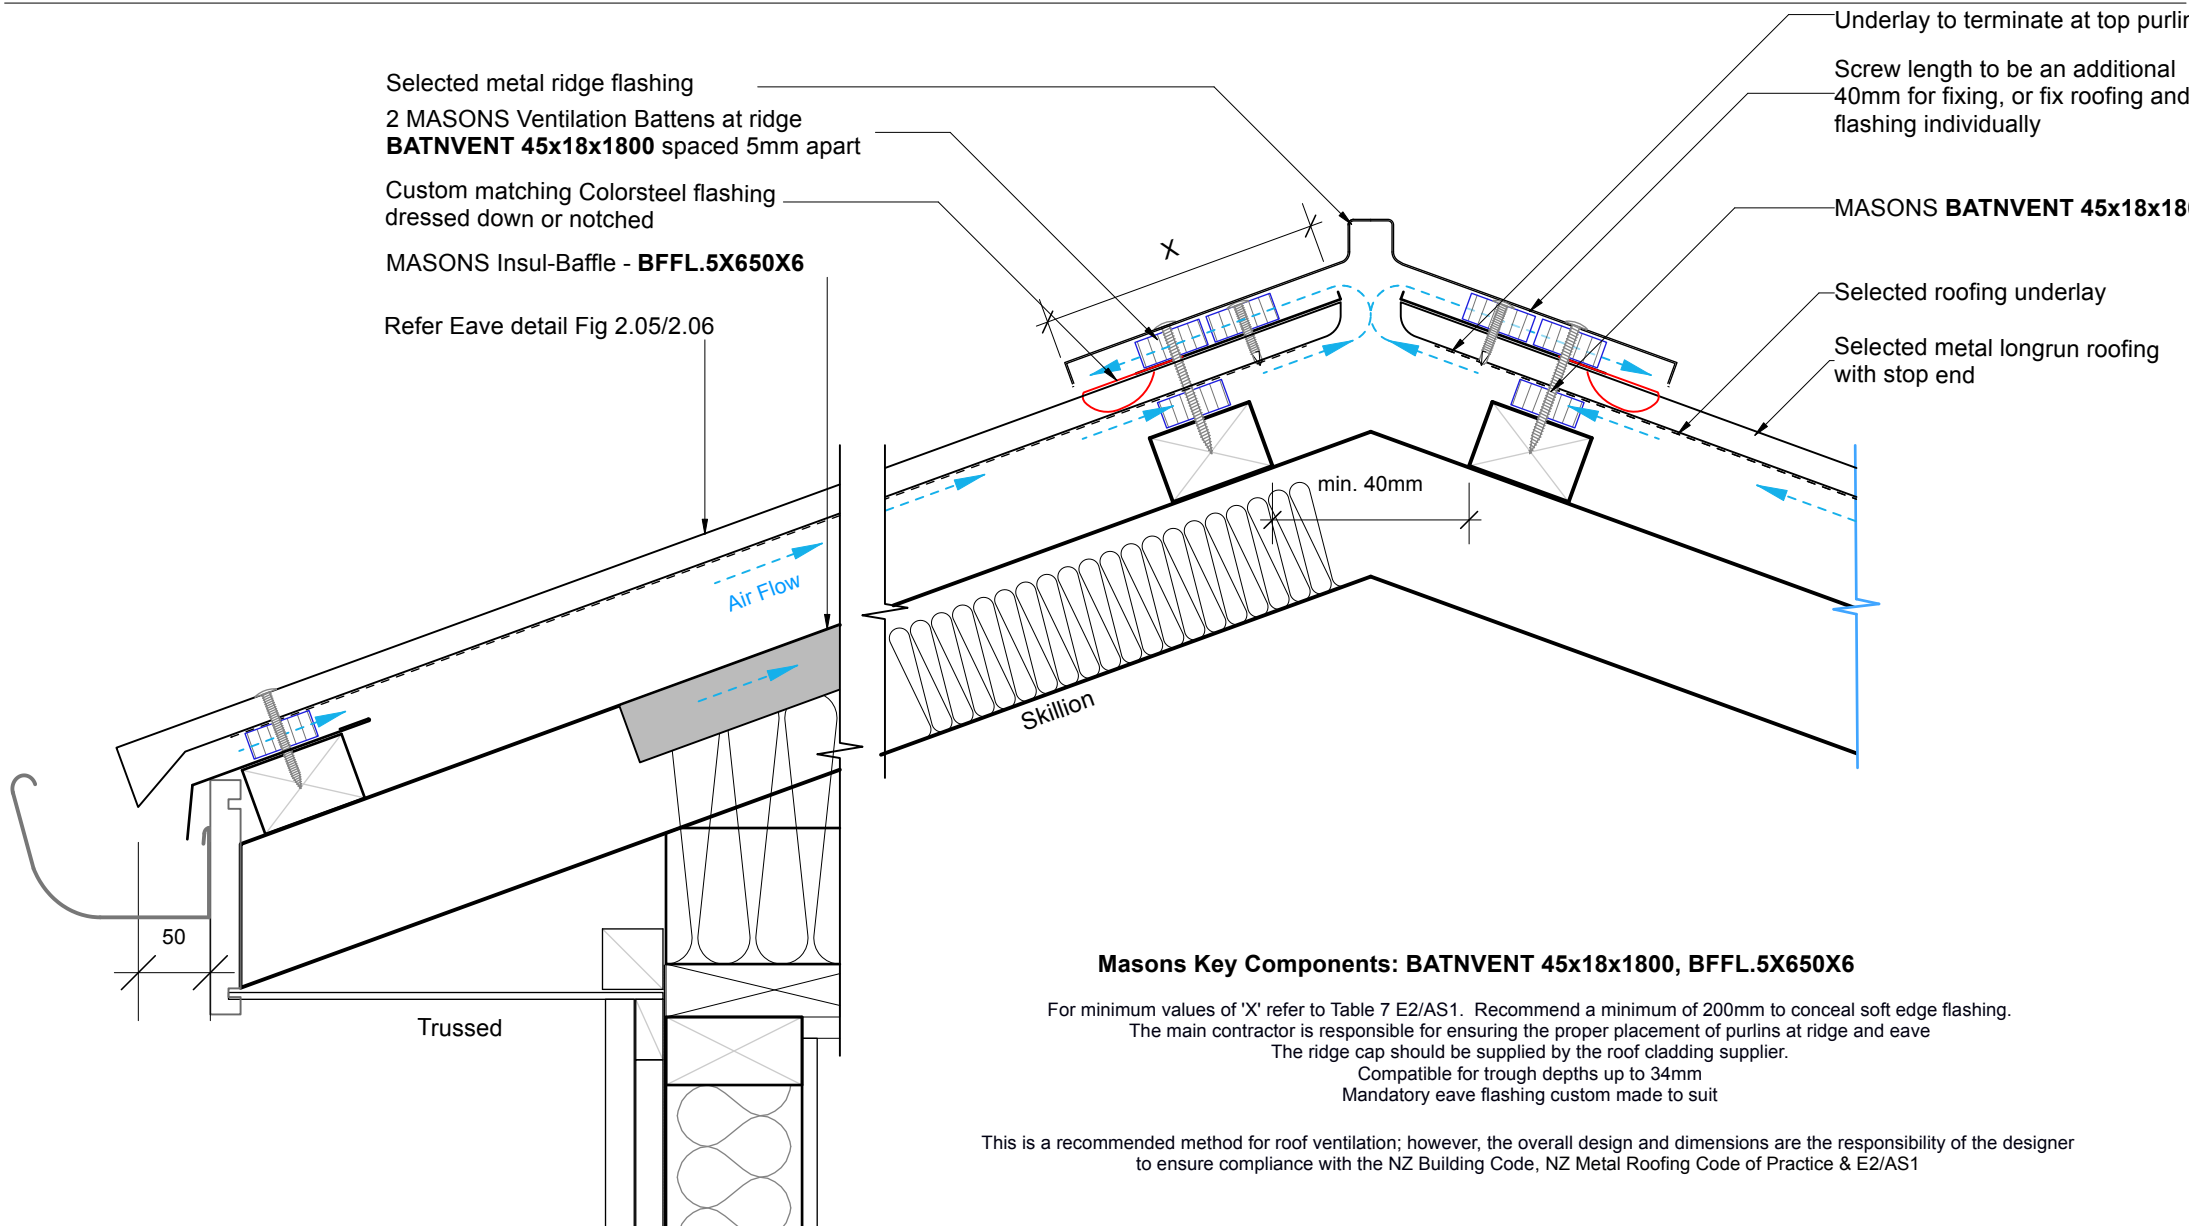 Selected metal ridge flashing
2 MASONS Ventilation Battens at ridge
BATNVENT 45x18x1800 spaced 5mm apart
Custom matching Colorsteel flashing
dressed down or notched
MASONS Insul-Baffle - BFFL.5X650X6
Refer Eave detail Fig 2.05/2.06
Underlay to terminate at top purlin
Screw length to be an additional
40mm for fixing, or fix roofing and
flashing individually
MASONS BATNVENT 45x18x180
Selected roofing underlay
Selected metal longrun roofing
with stop end
X
min. 40mm
Air Flow
Skillion
50
Trussed
Masons Key Components: BATNVENT 45x18x1800, BFFL.5X650X6
For minimum values of 'X' refer to Table 7 E2/AS1. Recommend a minimum of 200mm to conceal soft edge flashing.
The main contractor is responsible for ensuring the proper placement of purlins at ridge and eave
The ridge cap should be supplied by the roof cladding supplier.
Compatible for trough depths up to 34mm
Mandatory eave flashing custom made to suit
This is a recommended method for roof ventilation; however, the overall design and dimensions are the responsibility of the designer
to ensure compliance with the NZ Building Code, NZ Metal Roofing Code of Practice & E2/AS1